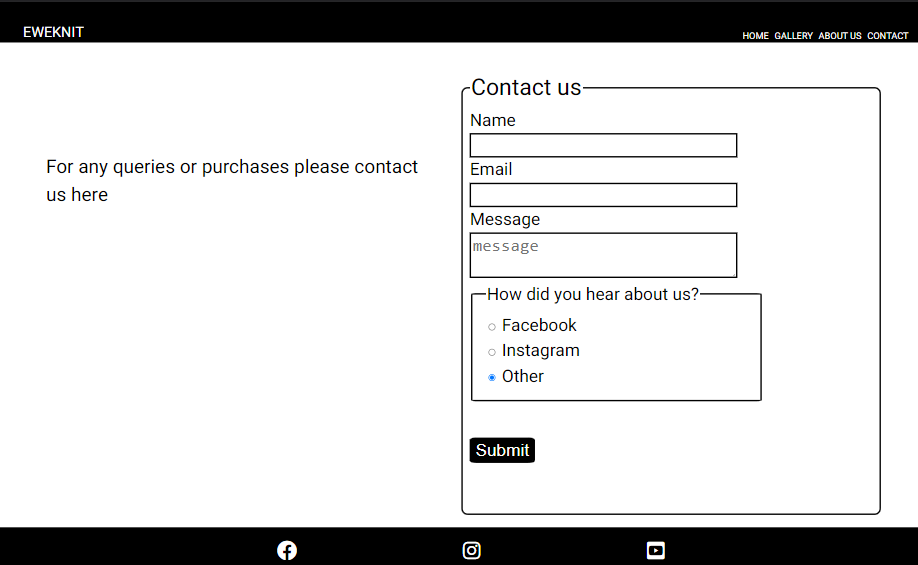 EWEKNIT
HOME GALLERY ABOUT US CONTACT
For any queries or purchases please contact
us here
Contact us
Name
Email
Message
message
How did you hear about us?
Facebook
Instagram
Other
Submit